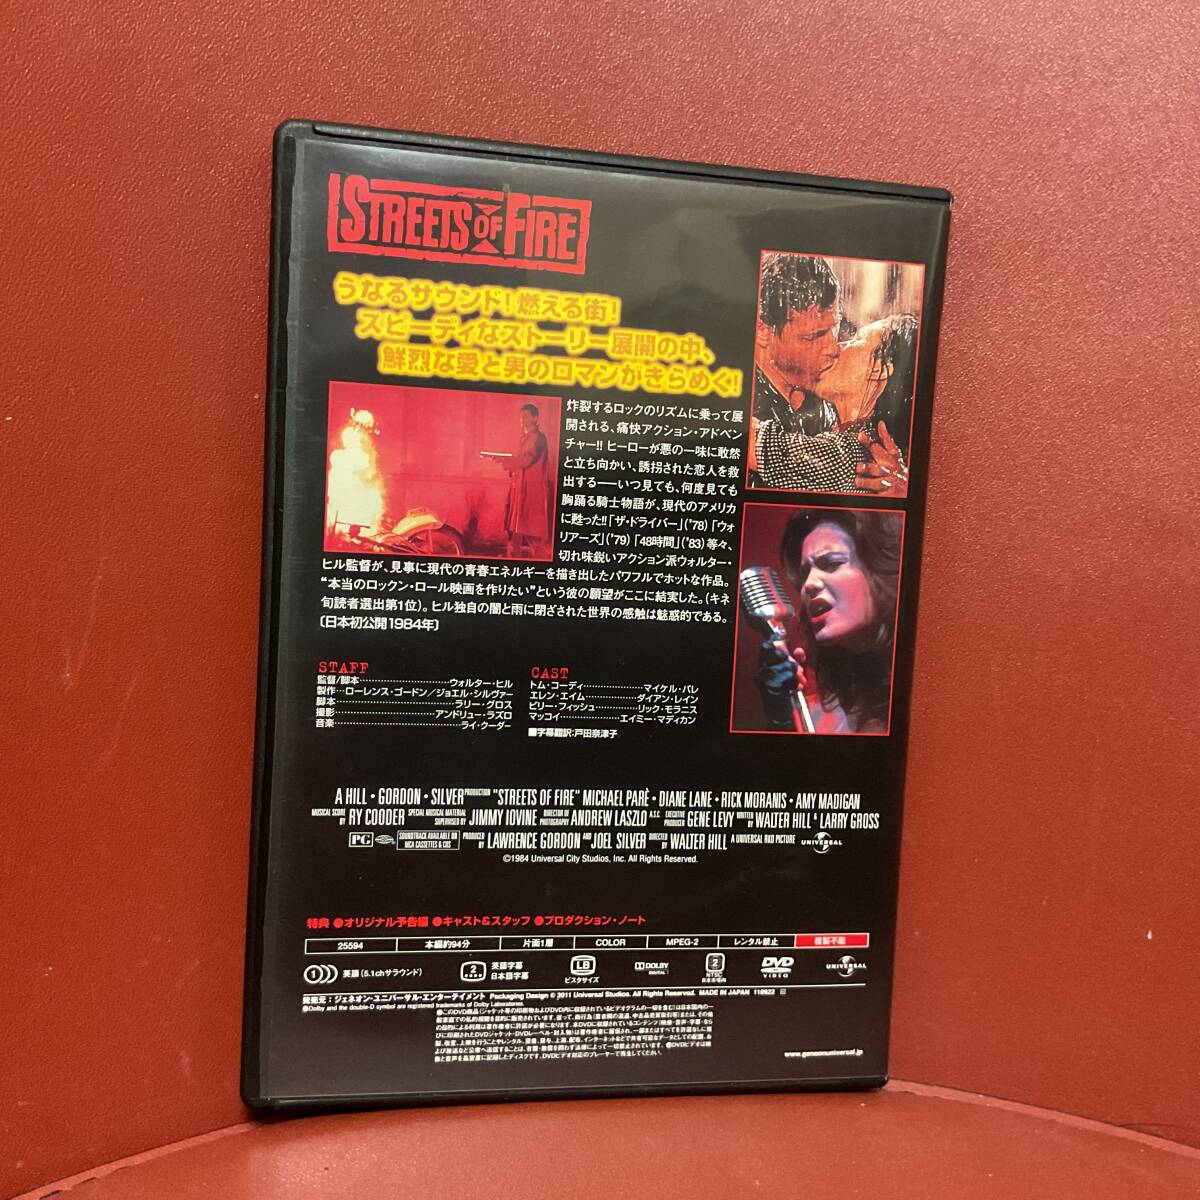 STREETS OF FIRE
うなるサウンド!燃える街!
スピーディなストーリー展開の中、
鮮烈な愛と男のロマンがきらめく!
炸裂するロックのリズムに乗って展
開される、痛快アクション・アドベン
チャー!!ヒーローが悪の一味に敢然
と立ち向かい、誘拐された恋人を救
出する──いつ見ても、何度見ても
胸踊る騎士物語が、現代のアメリカ
に甦った!!「ザ・ドライバー」('78)「ウォ
リアーズ」('79)「48時間」('83)等々、
切れ味鋭いアクション派ウォルター・
ヒル監督が、見事に現代の青春エネルギーを描き出したパワフルでホットな作品。
“本当のロックン・ロール映画を作りたい”という彼の願望がここに結実した。(キネ
旬読者選出第1位)。ヒル独自の闇と雨に閉ざされた世界の感触は魅惑的である。
〔日本初公開1984年〕
STAFF
監督/脚本…ウォルター・ヒル
製作…ローレンス・ゴードン/ジョエル・シルヴァー
脚本…ラリー・グロス
撮影…アンドリュー・ラズロ
音楽…ライ・クーダー
CAST
トム・コーディ…マイケル・パレ
エレン・エイム…ダイアン・レイン
ビリー・フィッシュ…リック・モラニス
マッコイ…エイミー・マディガン
■字幕翻訳:戸田奈津子
A HILL・GORDON・SILVER PRODUCTION "STREETS OF FIRE" MICHAEL PARÈ・DIANE LANE・RICK MORANIS・AMY MADIGAN
MUSICAL SCORE BY RY COODER SPECIAL MUSICAL MATERIAL SUPERVISED BY JIMMY IOVINE DIRECTOR OF PHOTOGRAPHY ANDREW LASZLO A.S.C. EXECUTIVE PRODUCER GENE LEVY WRITTEN BY WALTER HILL & LARRY GROSS
PG SOUNDTRACK AVAILABLE ON MCA CASSETTES & CDS PRODUCED BY LAWRENCE GORDON AND JOEL SILVER DIRECTED BY WALTER HILL A UNIVERSAL RKO PICTURE UNIVERSAL
©1984 Universal City Studios, Inc. All Rights Reserved.
特典 ●オリジナル予告編 ●キャスト&スタッフ ●プロダクション・ノート
25594 本編約94分 片面1層 COLOR MPEG-2 レンタル禁止 複製不能
1 英語(5.1chサラウンド) 2 英語字幕 日本語字幕 LB ビスタサイズ DOLBY DIGITAL 2 NTSC 日本市場向 DVD VIDEO UNIVERSAL
発売元:ジェネオン・ユニバーサル・エンターテイメント Packaging Design © 2011 Universal Studios. All Rights Reserved. MADE IN JAPAN 110922
●Dolby and the double-D symbol are registered trademarks of Dolby Laboratories.
www.geneonuniversal.jp